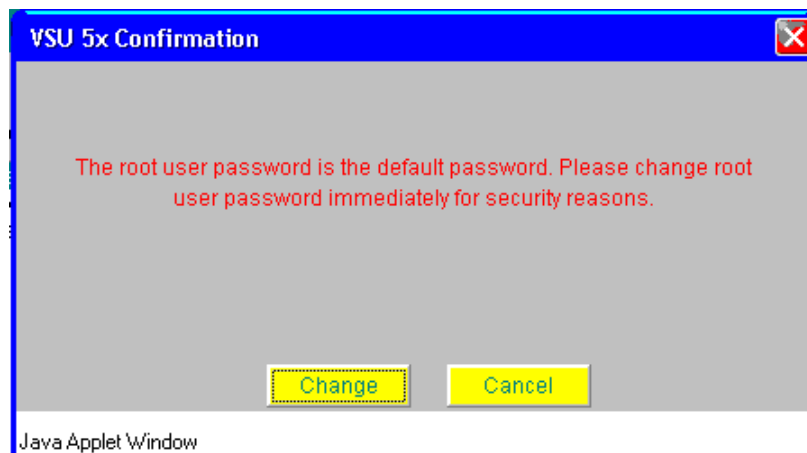 VSU 5x Confirmation
The root user password is the default password. Please change root
user password immediately for security reasons.
Change
Cancel
Java Applet Window